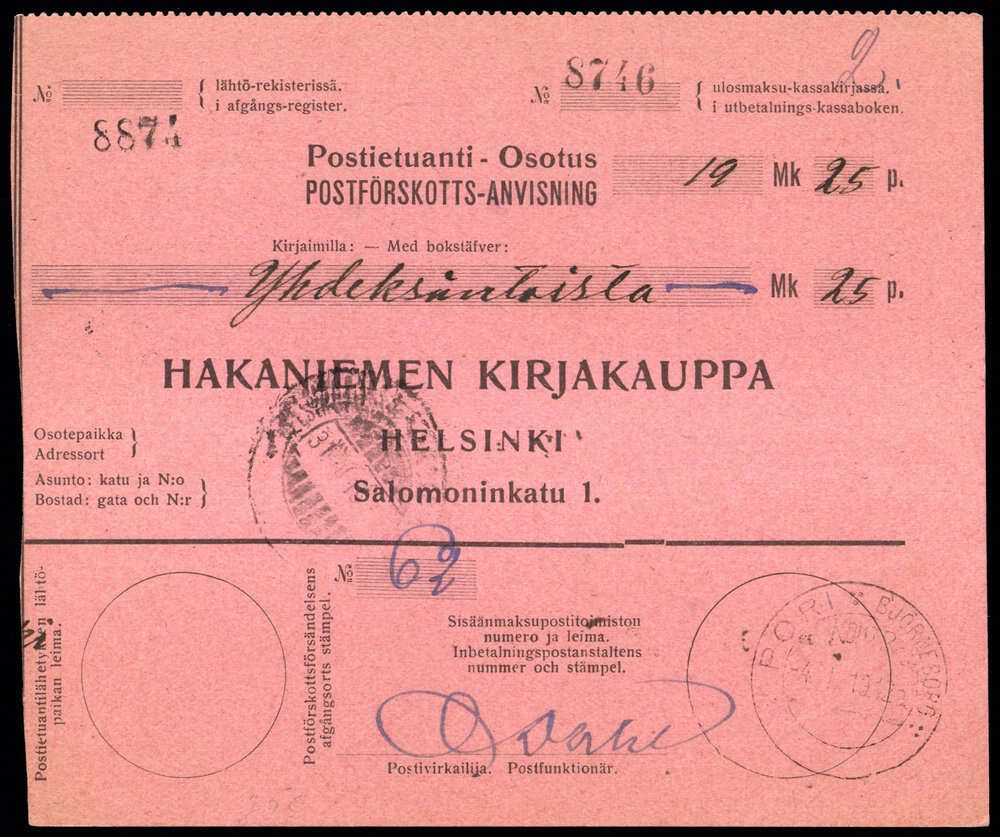 2
№ { lähtö-rekisterissä.
i afgångs-register.
8874
№ 8746 { ulosmaksu-kassakirjassa.
i utbetalnings-kassaboken.
Postietuanti - Osotus
POSTFÖRSKOTTS-ANVISNING
19 Mk 25 p.
Kirjaimilla: — Med bokstäfver:
Yhdeksäntoista Mk 25 p.
HAKANIEMEN KIRJAKAUPPA
Osotepaikka }
Adressort
HELSINKI
Asunto: katu ja N:o }
Bostad: gata och N:r
Salomoninkatu 1.
31
Postietuantilähetyksen lähtö-
paikan leima.
Postförskottsförsändelsens
afgångsorts stämpel.
№ 62
Sisäänmaksupostitoimiston
numero ja leima.
Inbetalningspostanstaltens
nummer och stämpel.
PORI
BJÖRNEBORG
Postivirkailija. Postfunktionär.